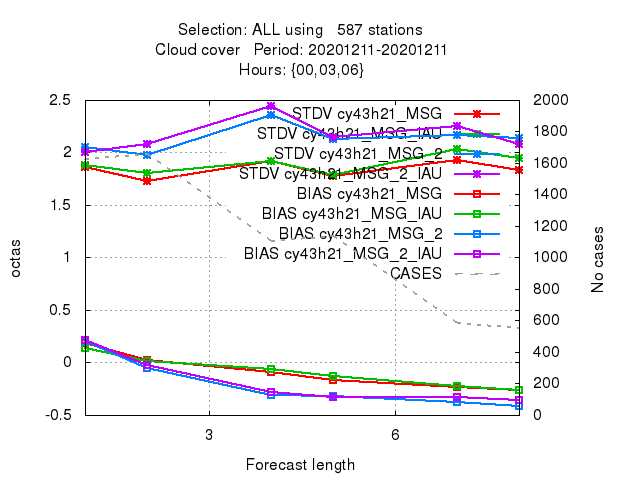 Selection: ALL using   587 stations
Cloud cover   Period: 20201211-20201211
Hours: {00,03,06}
2.5
2
1.5
1
0.5
0
-0.5
octas
STDV cy43h21_MSG
STDV cy43h21_MSG_IAU
STDV cy43h21_MSG_2
STDV cy43h21_MSG_2_IAU
BIAS cy43h21_MSG
BIAS cy43h21_MSG_IAU
BIAS cy43h21_MSG_2
BIAS cy43h21_MSG_2_IAU
CASES
2000
1800
1600
1400
1200
1000
800
600
400
200
0
No cases
3 6
Forecast length